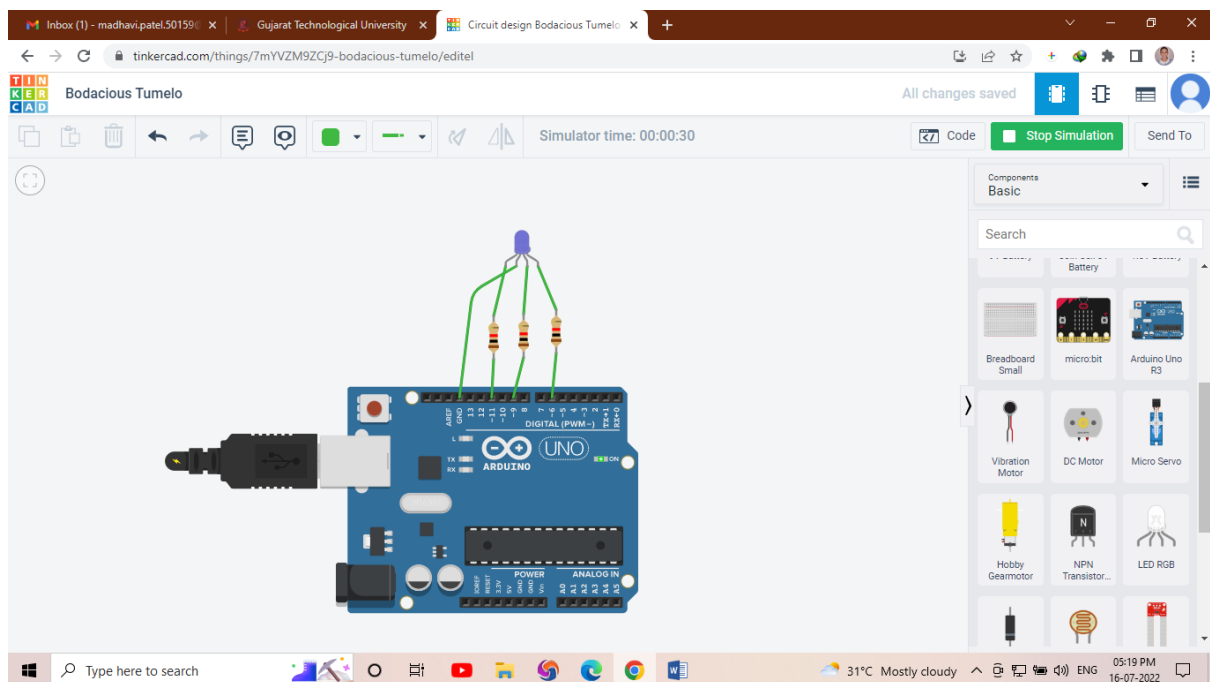 Inbox (1) - madhavi.patel.50159@
Gujarat Technological University
Circuit design Bodacious Tumelo
tinkercad.com/things/7mYVZM9ZCj9-bodacious-tumelo/editel
TIN
KER
CAD
Bodacious Tumelo
All changes saved
Simulator time: 00:00:30
Code
Stop Simulation
Send To
Components
Basic
Search
Battery
Battery
Breadboard Small
micro:bit
Arduino Uno R3
Vibration Motor
DC Motor
Micro Servo
Hobby Gearmotor
N
NPN Transistor...
LED RGB
AREF
GND
13
12
~11
~10
~9
8
7
~6
~5
4
~3
2
TX→1
RX←0
DIGITAL (PWM~)
L
TX
RX
ARDUINO
UNO
ON
POWER
ANALOG IN
IOREF
RESET
3.3V
5V
GND
GND
Vin
A0
A1
A2
A3
A4
A5
Type here to search
31°C Mostly cloudy
ENG
05:19 PM
16-07-2022